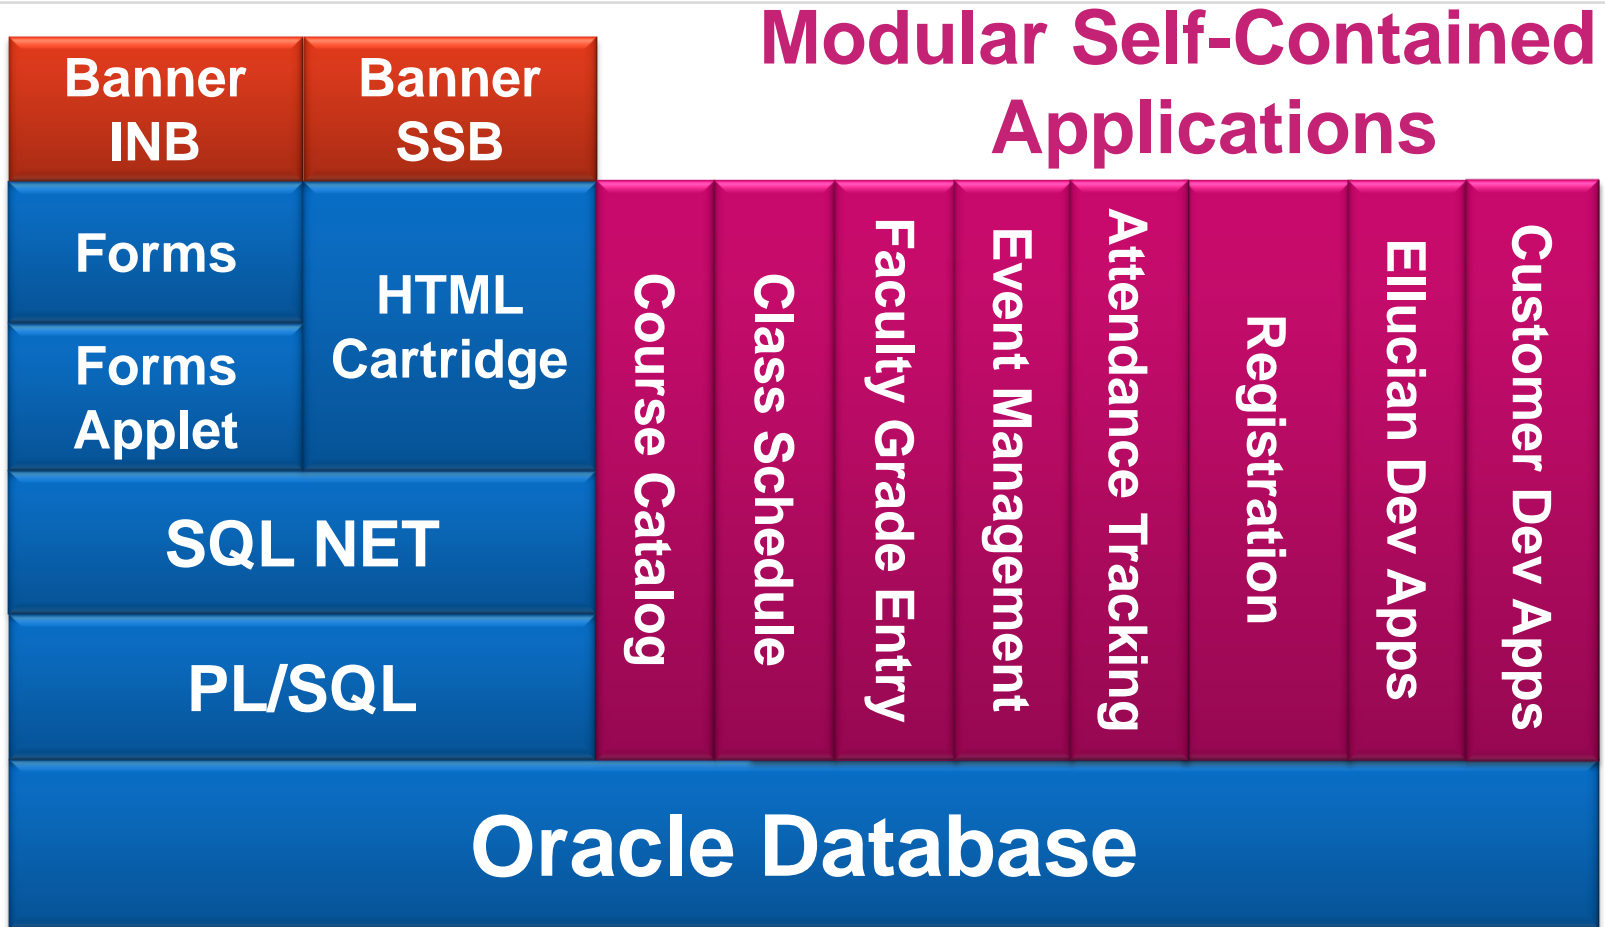 Modular Self-Contained
Applications
Banner
INB
Banner
SSB
Forms
HTML
Cartridge
Forms
Applet
SQL NET
PL/SQL
Course Catalog
Class Schedule
Faculty Grade Entry
Event Management
Attendance Tracking
Registration
Ellucian Dev Apps
Customer Dev Apps
Oracle Database